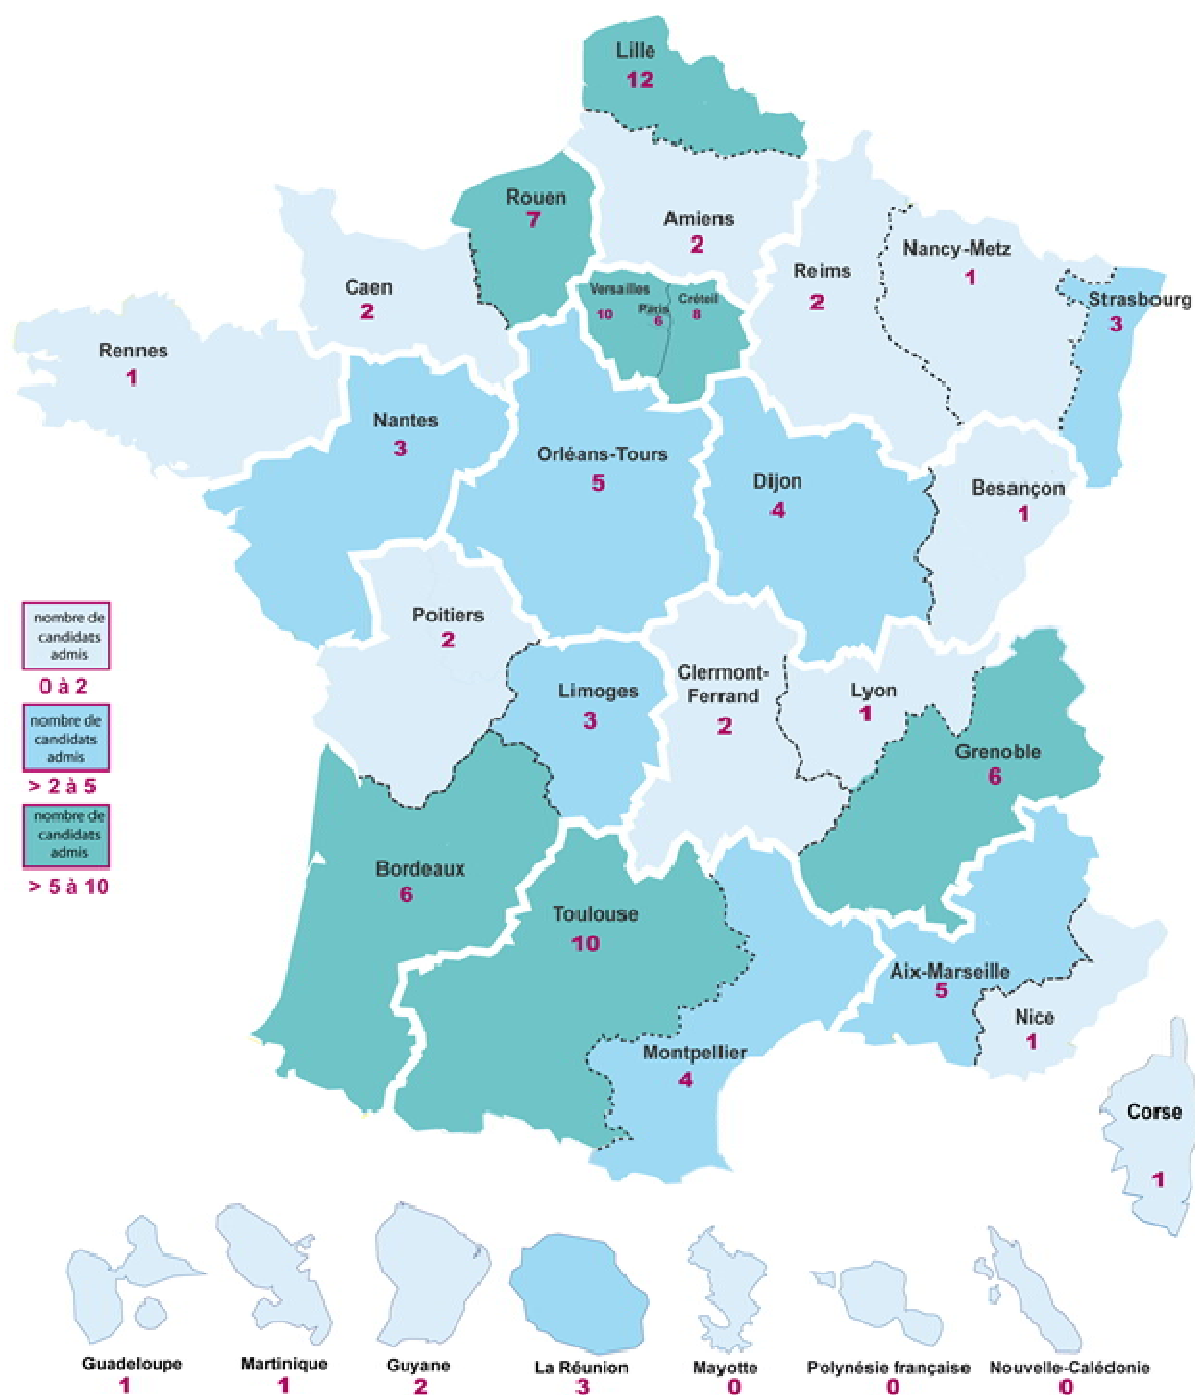 Lille
12
Rouen
7
Amiens
2
Nancy-Metz
1
Reims
2
Caen
2
Versailles
10
Paris
6
Créteil
8
Strasbourg
3
Rennes
1
Nantes
3
Orléans-Tours
5
Dijon
4
Besançon
1
Poitiers
2
nombre de
candidats
admis
0 à 2
nombre de
candidats
admis
> 2 à 5
nombre de
candidats
admis
> 5 à 10
Limoges
3
Clermont-
Ferrand
2
Lyon
1
Grenoble
6
Bordeaux
6
Toulouse
10
Aix-Marseille
5
Nice
1
Montpellier
4
Corse
1
Guadeloupe
1
Martinique
1
Guyane
2
La Réunion
3
Mayotte
0
Polynésie française
0
Nouvelle-Calédonie
0